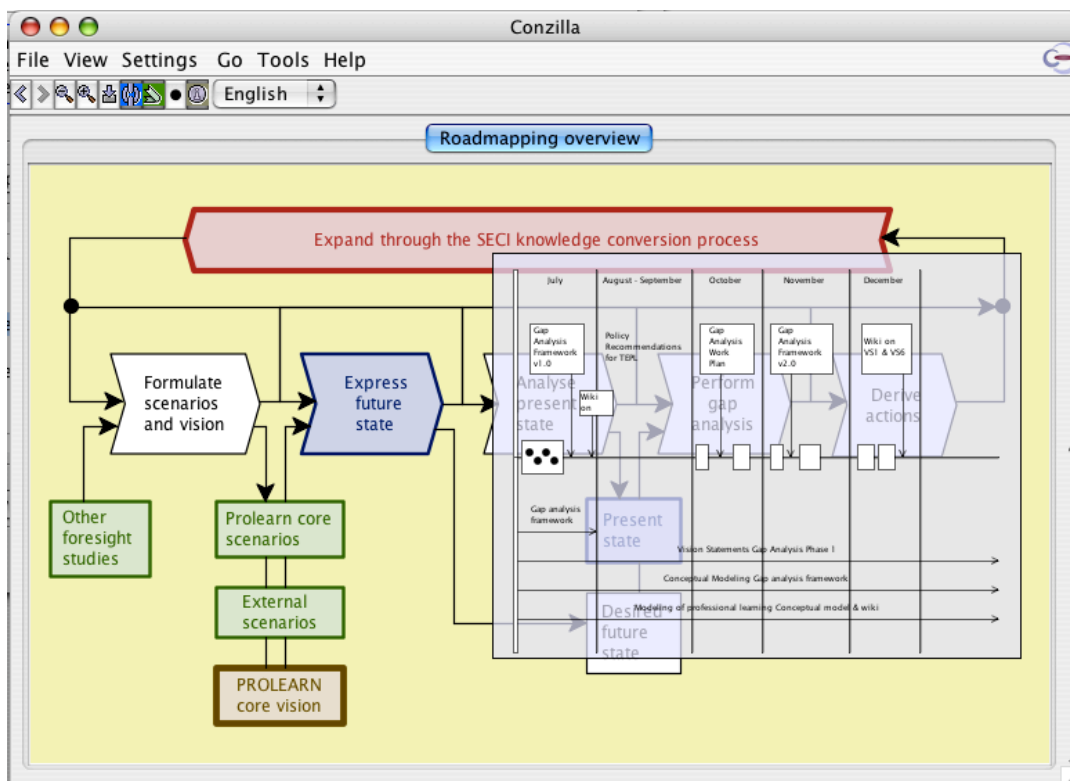 Conzilla
File View Settings Go Tools Help
English
Roadmapping overview
Expand through the SECI knowledge conversion process
July
August - September
October
November
December
Gap
Analysis
Framework
v1.0
Policy
Recommendations
for TEPL
Gap
Analysis
Work
Plan
Gap
Analysis
Framework
v2.0
Wiki on
VS1 & VS6
Formulate
scenarios
and vision
Express
future
state
Analyse
present
state
Wiki
on
Perform
gap
analysis
Derive
actions
Other
foresight
studies
Prolearn core
scenarios
External
scenarios
PROLEARN
core vision
Gap analysis
framework
Present
state
Vision Statements Gap Analysis Phase 1
Conceptual Modeling Gap analysis framework
Modeling of professional learning Conceptual model & wiki
Desired
future
state